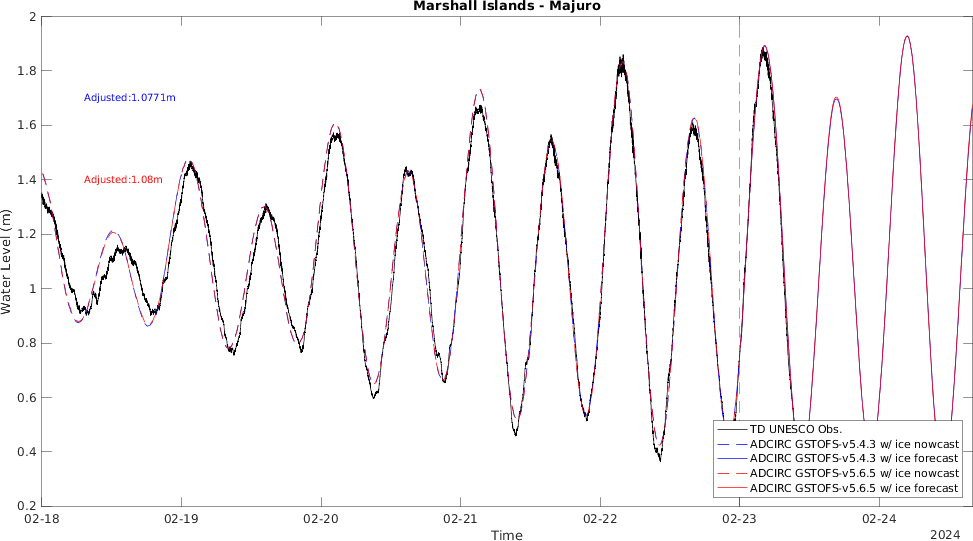 Marshall Islands - Majuro
2
1.8
1.6
1.4
1.2
1
0.8
0.6
0.4
0.2
Water Level (m)
Adjusted:1.0771m
Adjusted:1.08m
TD UNESCO Obs.
ADCIRC GSTOFS-v5.4.3 w/ ice nowcast
ADCIRC GSTOFS-v5.4.3 w/ ice forecast
ADCIRC GSTOFS-v5.6.5 w/ ice nowcast
ADCIRC GSTOFS-v5.6.5 w/ ice forecast
02-18 02-19 02-20 02-21 02-22 02-23 02-24
Time
2024